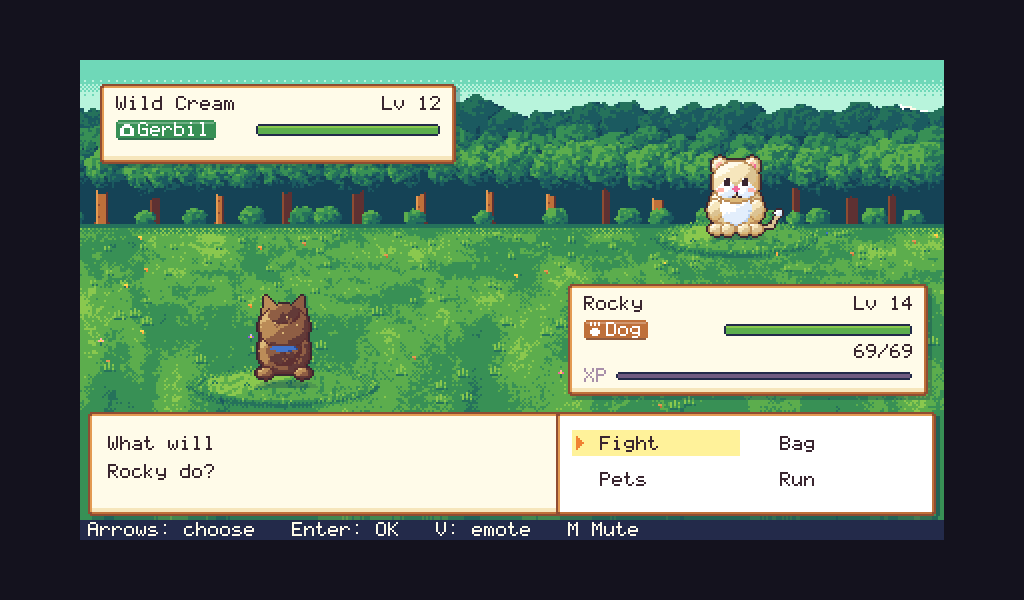 Wild Cream Lv 12
Gerbil
Rocky Lv 14
Dog
69/69
XP
What will
Rocky do?
Fight Bag
Pets Run
Arrows: choose Enter: OK V: emote M Mute